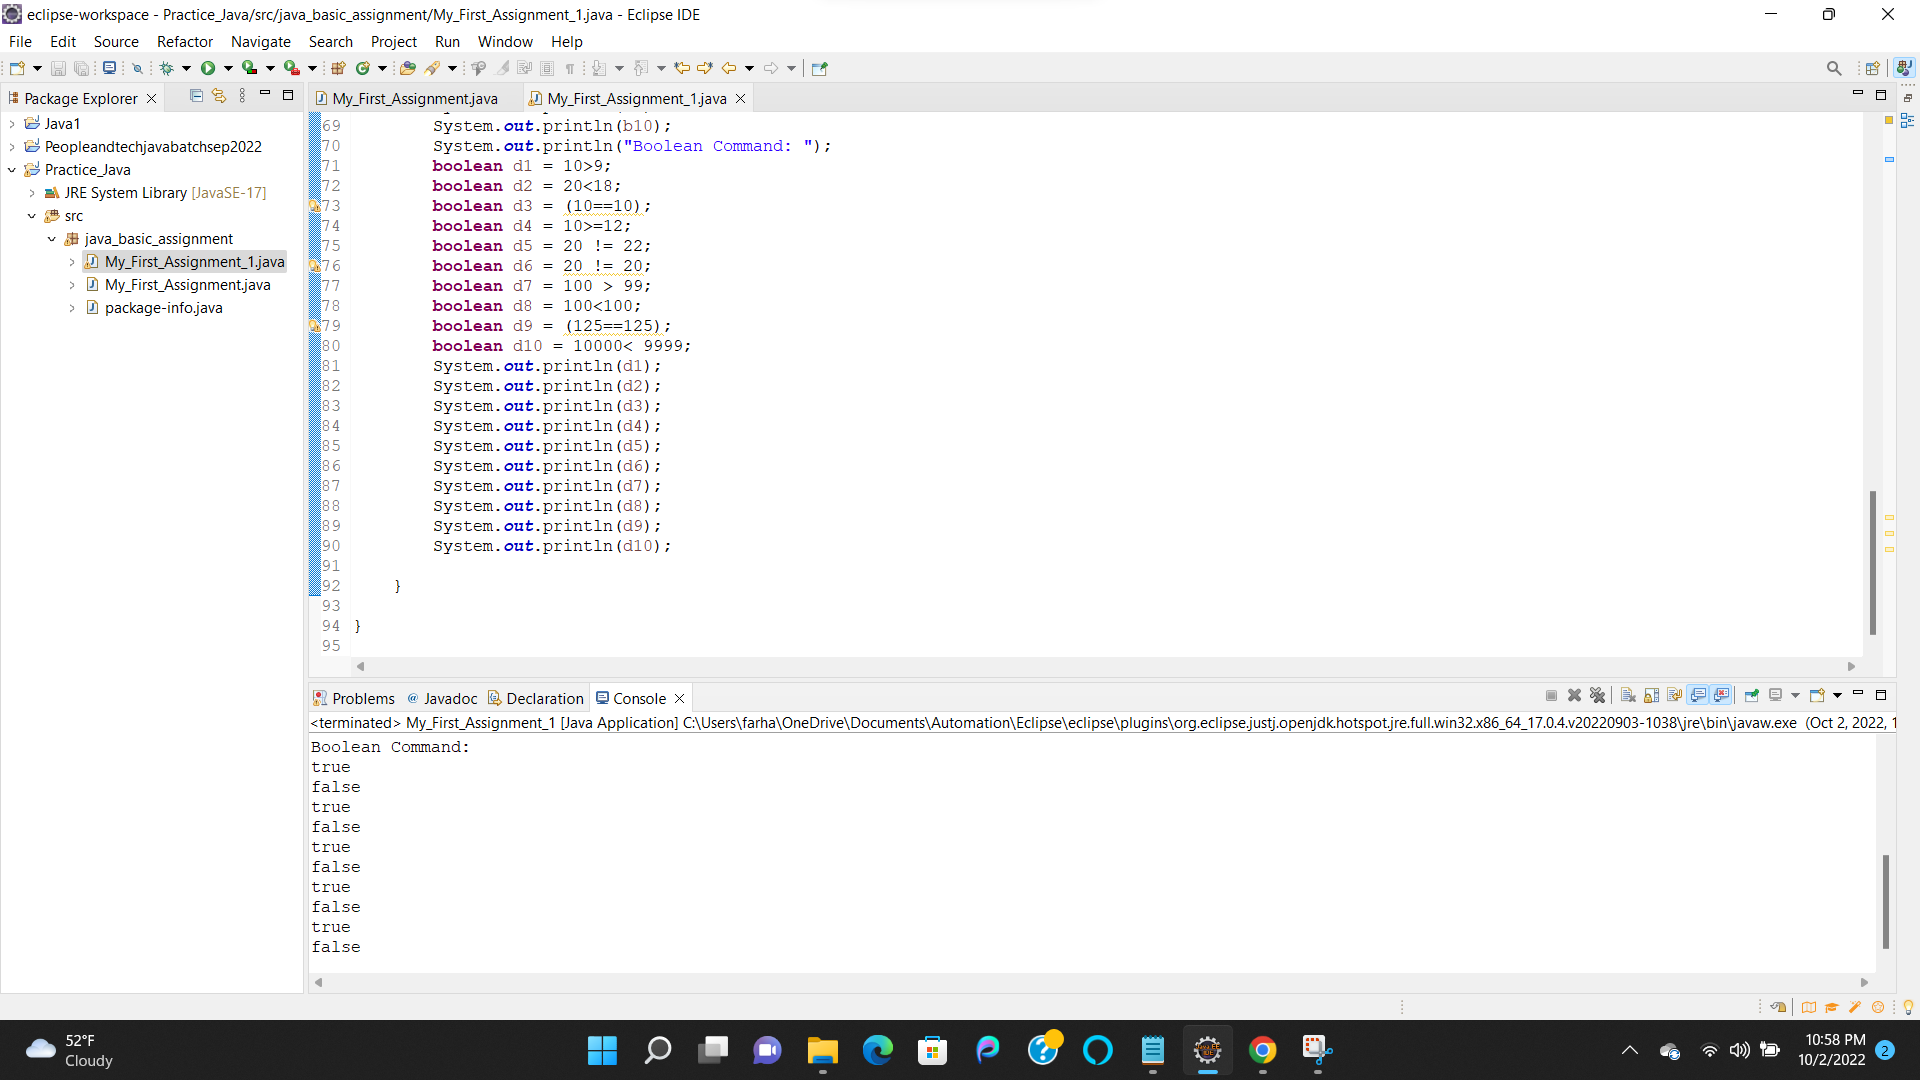 eclipse-workspace - Practice_Java/src/java_basic_assignment/My_First_Assignment_1.java - Eclipse IDE
File Edit Source Refactor Navigate Search Project Run Window Help
Package Explorer
My_First_Assignment.java My_First_Assignment_1.java
Java1
Peopleandtechjavabatchsep2022
Practice_Java
JRE System Library [JavaSE-17]
src
java_basic_assignment
My_First_Assignment_1.java
My_First_Assignment.java
package-info.java
69 System.out.println(b10);
70 System.out.println("Boolean Command: ");
71 boolean d1 = 10>9;
72 boolean d2 = 20<18;
73 boolean d3 = (10==10);
74 boolean d4 = 10>=12;
75 boolean d5 = 20 != 22;
76 boolean d6 = 20 != 20;
77 boolean d7 = 100 > 99;
78 boolean d8 = 100<100;
79 boolean d9 = (125==125);
80 boolean d10 = 10000< 9999;
81 System.out.println(d1);
82 System.out.println(d2);
83 System.out.println(d3);
84 System.out.println(d4);
85 System.out.println(d5);
86 System.out.println(d6);
87 System.out.println(d7);
88 System.out.println(d8);
89 System.out.println(d9);
90 System.out.println(d10);
91
92 }
93
94 }
95
Problems @ Javadoc Declaration Console
<terminated> My_First_Assignment_1 [Java Application] C:\Users\farha\OneDrive\Documents\Automation\Eclipse\eclipse\plugins\org.eclipse.justj.openjdk.hotspot.jre.full.win32.x86_64_17.0.4.v20220903-1038\jre\bin\javaw.exe (Oct 2, 2022, 1
Boolean Command:
true
false
true
false
true
false
true
false
true
false
52°F
Cloudy
10:58 PM
10/2/2022
2